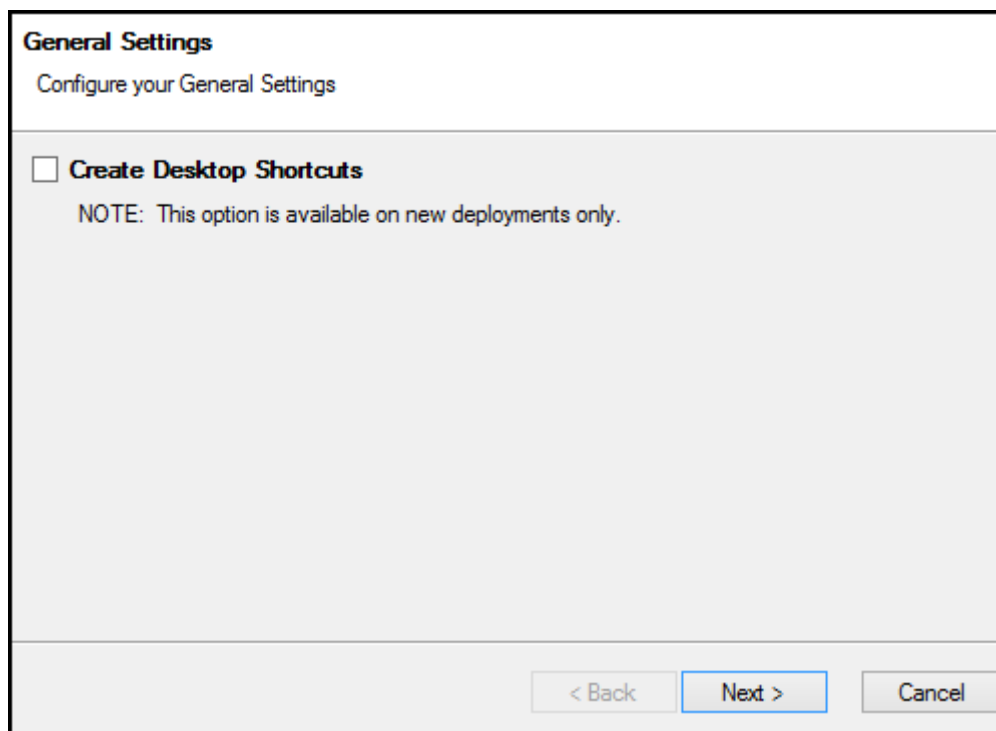 General Settings
Configure your General Settings
Create Desktop Shortcuts
NOTE:  This option is available on new deployments only.
< Back
Next >
Cancel